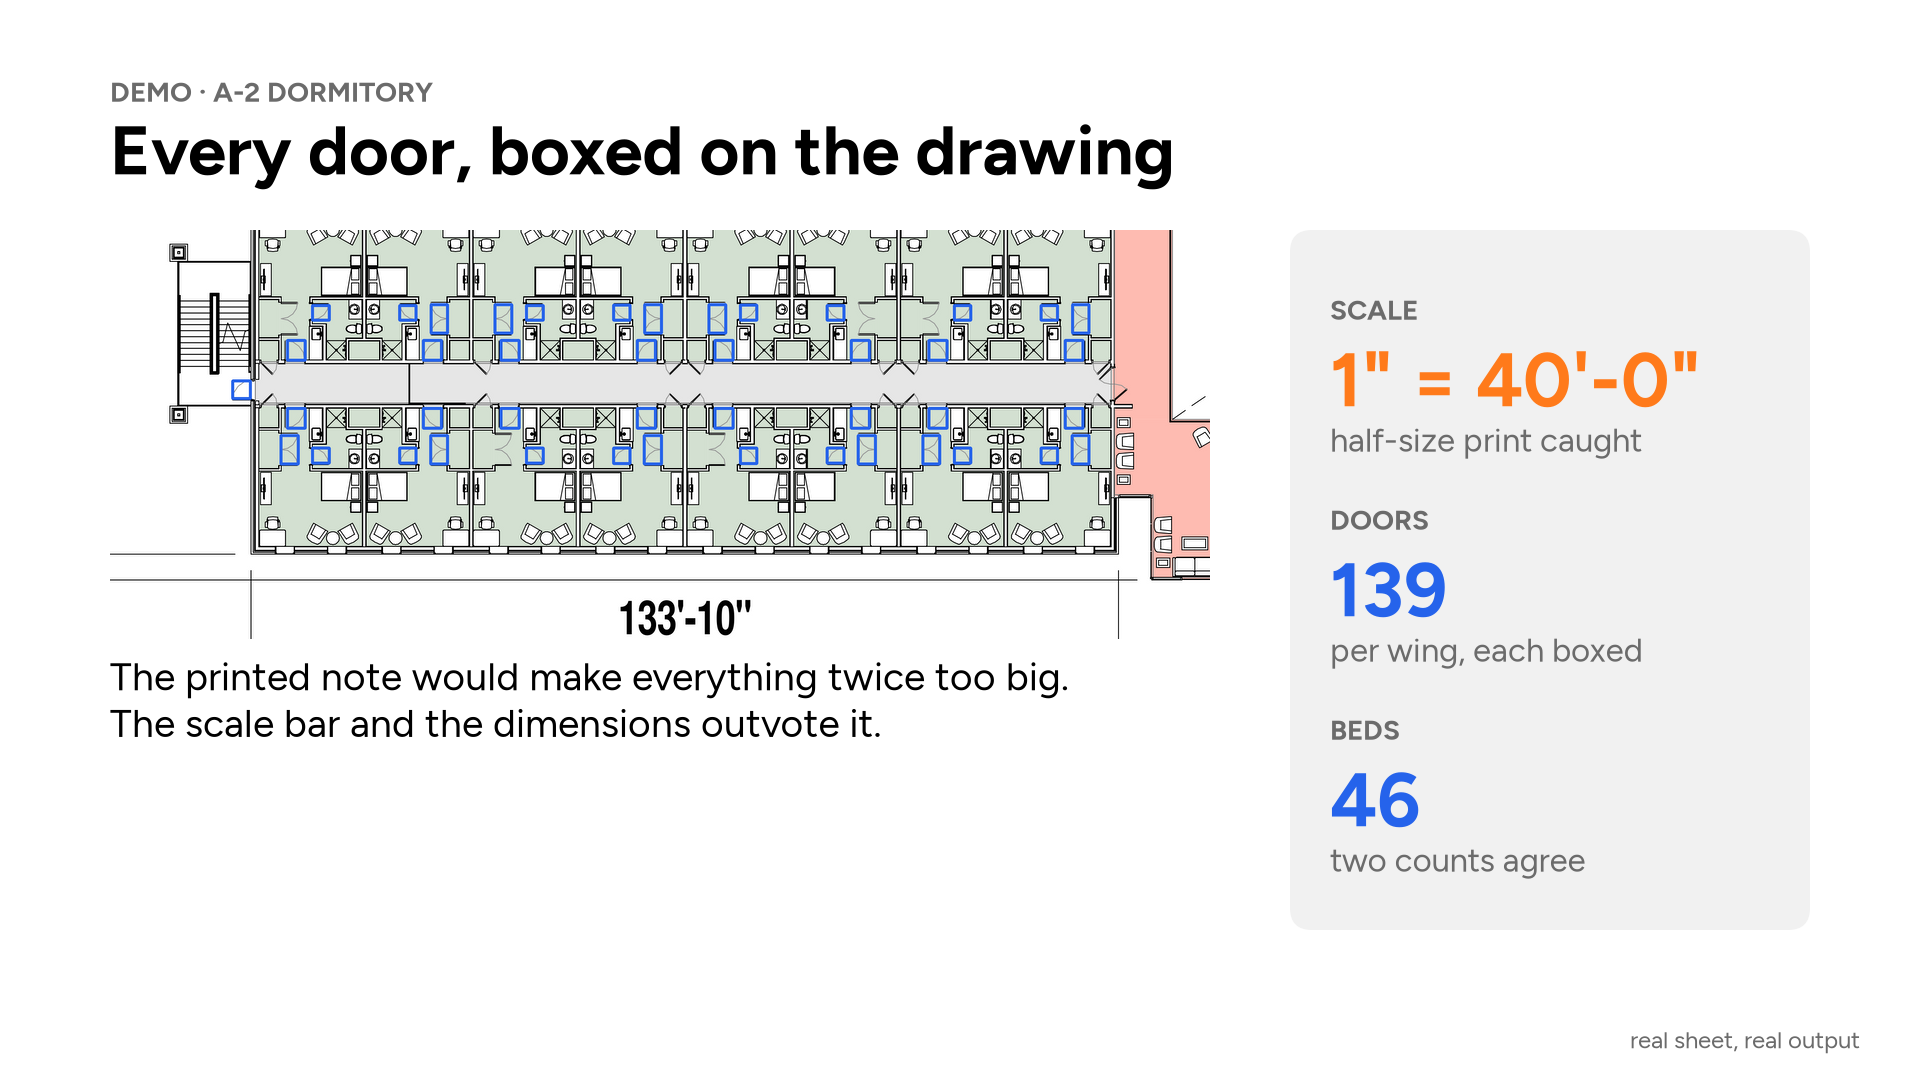 DEMO · A-2 DORMITORY
Every door, boxed on the drawing
133'-10"
The printed note would make everything twice too big.
The scale bar and the dimensions outvote it.
SCALE
1" = 40'-0"
half-size print caught
DOORS
139
per wing, each boxed
BEDS
46
two counts agree
real sheet, real output